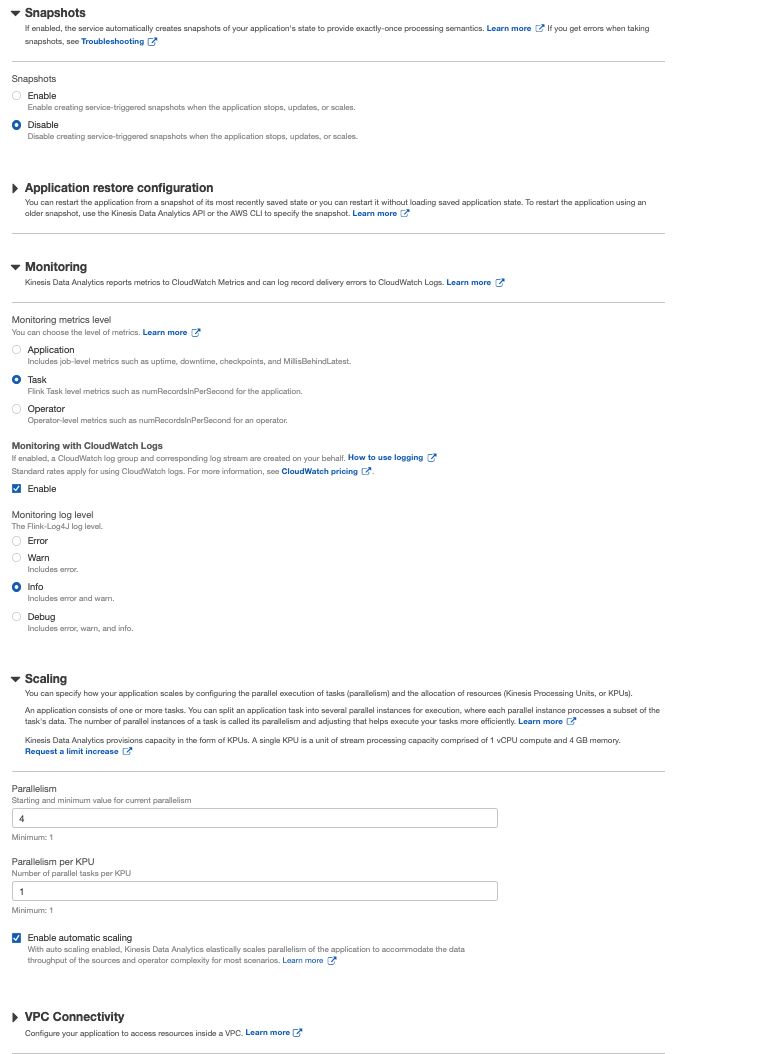 Snapshots
If enabled, the service automatically creates snapshots of your application's state to provide exactly-once processing semantics. Learn more If you get errors when taking
snapshots, see Troubleshooting
Snapshots
Enable
Enable creating service-triggered snapshots when the application stops, updates, or scales.
Disable
Disable creating service-triggered snapshots when the application stops, updates, or scales.
Application restore configuration
You can restart the application from a snapshot of its most recently saved state or you can restart it without loading saved application state. To restart the application using an
older snapshot, use the Kinesis Data Analytics API or the AWS CLI to specify the snapshot. Learn more
Monitoring
Kinesis Data Analytics reports metrics to CloudWatch Metrics and can log record delivery errors to CloudWatch Logs. Learn more
Monitoring metrics level
You can choose the level of metrics. Learn more
Application
Includes job-level metrics such as uptime, downtime, checkpoints, and MillisBehindLatest.
Task
Flink Task level metrics such as numRecordsInPerSecond for the application.
Operator
Operator-level metrics such as numRecordsInPerSecond for an operator.
Monitoring with CloudWatch Logs
If enabled, a CloudWatch log group and corresponding log stream are created on your behalf. How to use logging
Standard rates apply for using CloudWatch logs. For more information, see CloudWatch pricing .
Enable
Monitoring log level
The Flink-Log4J log level.
Error
Warn
Includes error.
Info
Includes error and warn.
Debug
Includes error, warn, and info.
Scaling
You can specify how your application scales by configuring the parallel execution of tasks (parallelism) and the allocation of resources (Kinesis Processing Units, or KPUs).
An application consists of one or more tasks. You can split an application task into several parallel instances for execution, where each parallel instance processes a subset of the
task's data. The number of parallel instances of a task is called its parallelism and adjusting that helps execute your tasks more efficiently. Learn more
Kinesis Data Analytics provisions capacity in the form of KPUs. A single KPU is a unit of stream processing capacity comprised of 1 vCPU compute and 4 GB memory.
Request a limit increase
Parallelism
Starting and minimum value for current parallelism
4
Minimum: 1
Parallelism per KPU
Number of parallel tasks per KPU
1
Minimum: 1
Enable automatic scaling
With auto scaling enabled, Kinesis Data Analytics elastically scales parallelism of the application to accommodate the data
throughput of the sources and operator complexity for most scenarios. Learn more
VPC Connectivity
Configure your application to access resources inside a VPC. Learn more